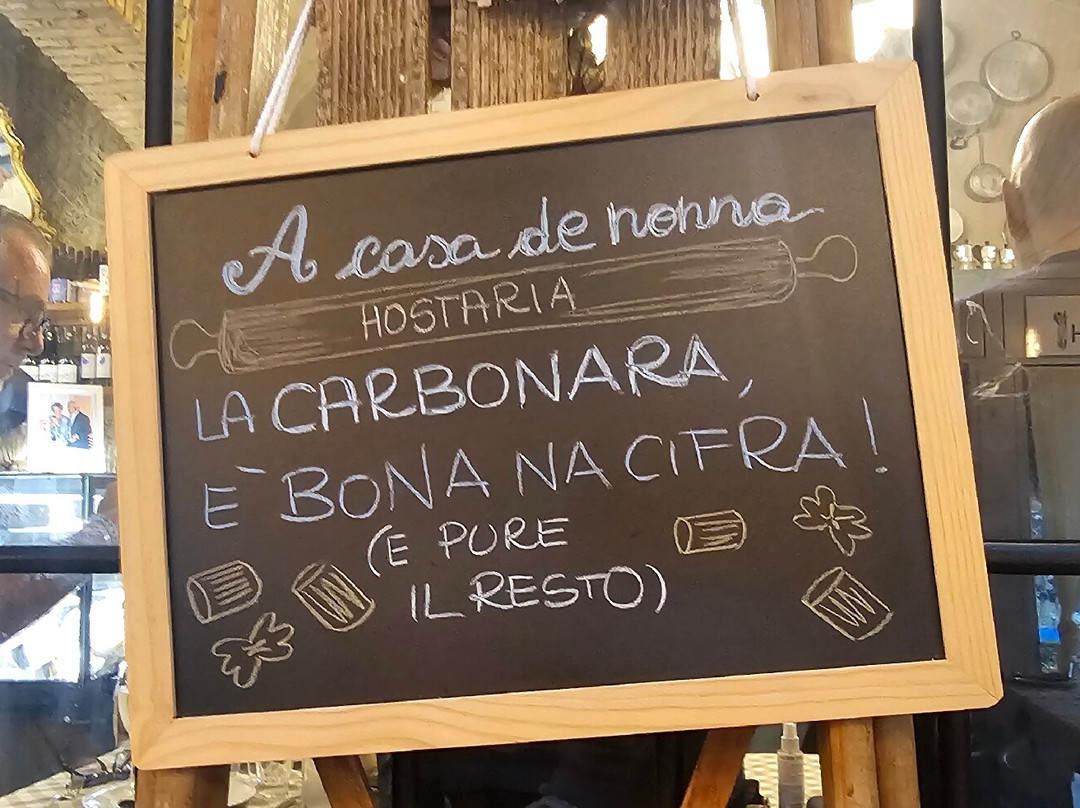 A casa de nonna
HOSTARIA
LA CARBONARA,
E` BONA NA CIFRA!
(E PURE
IL RESTO)